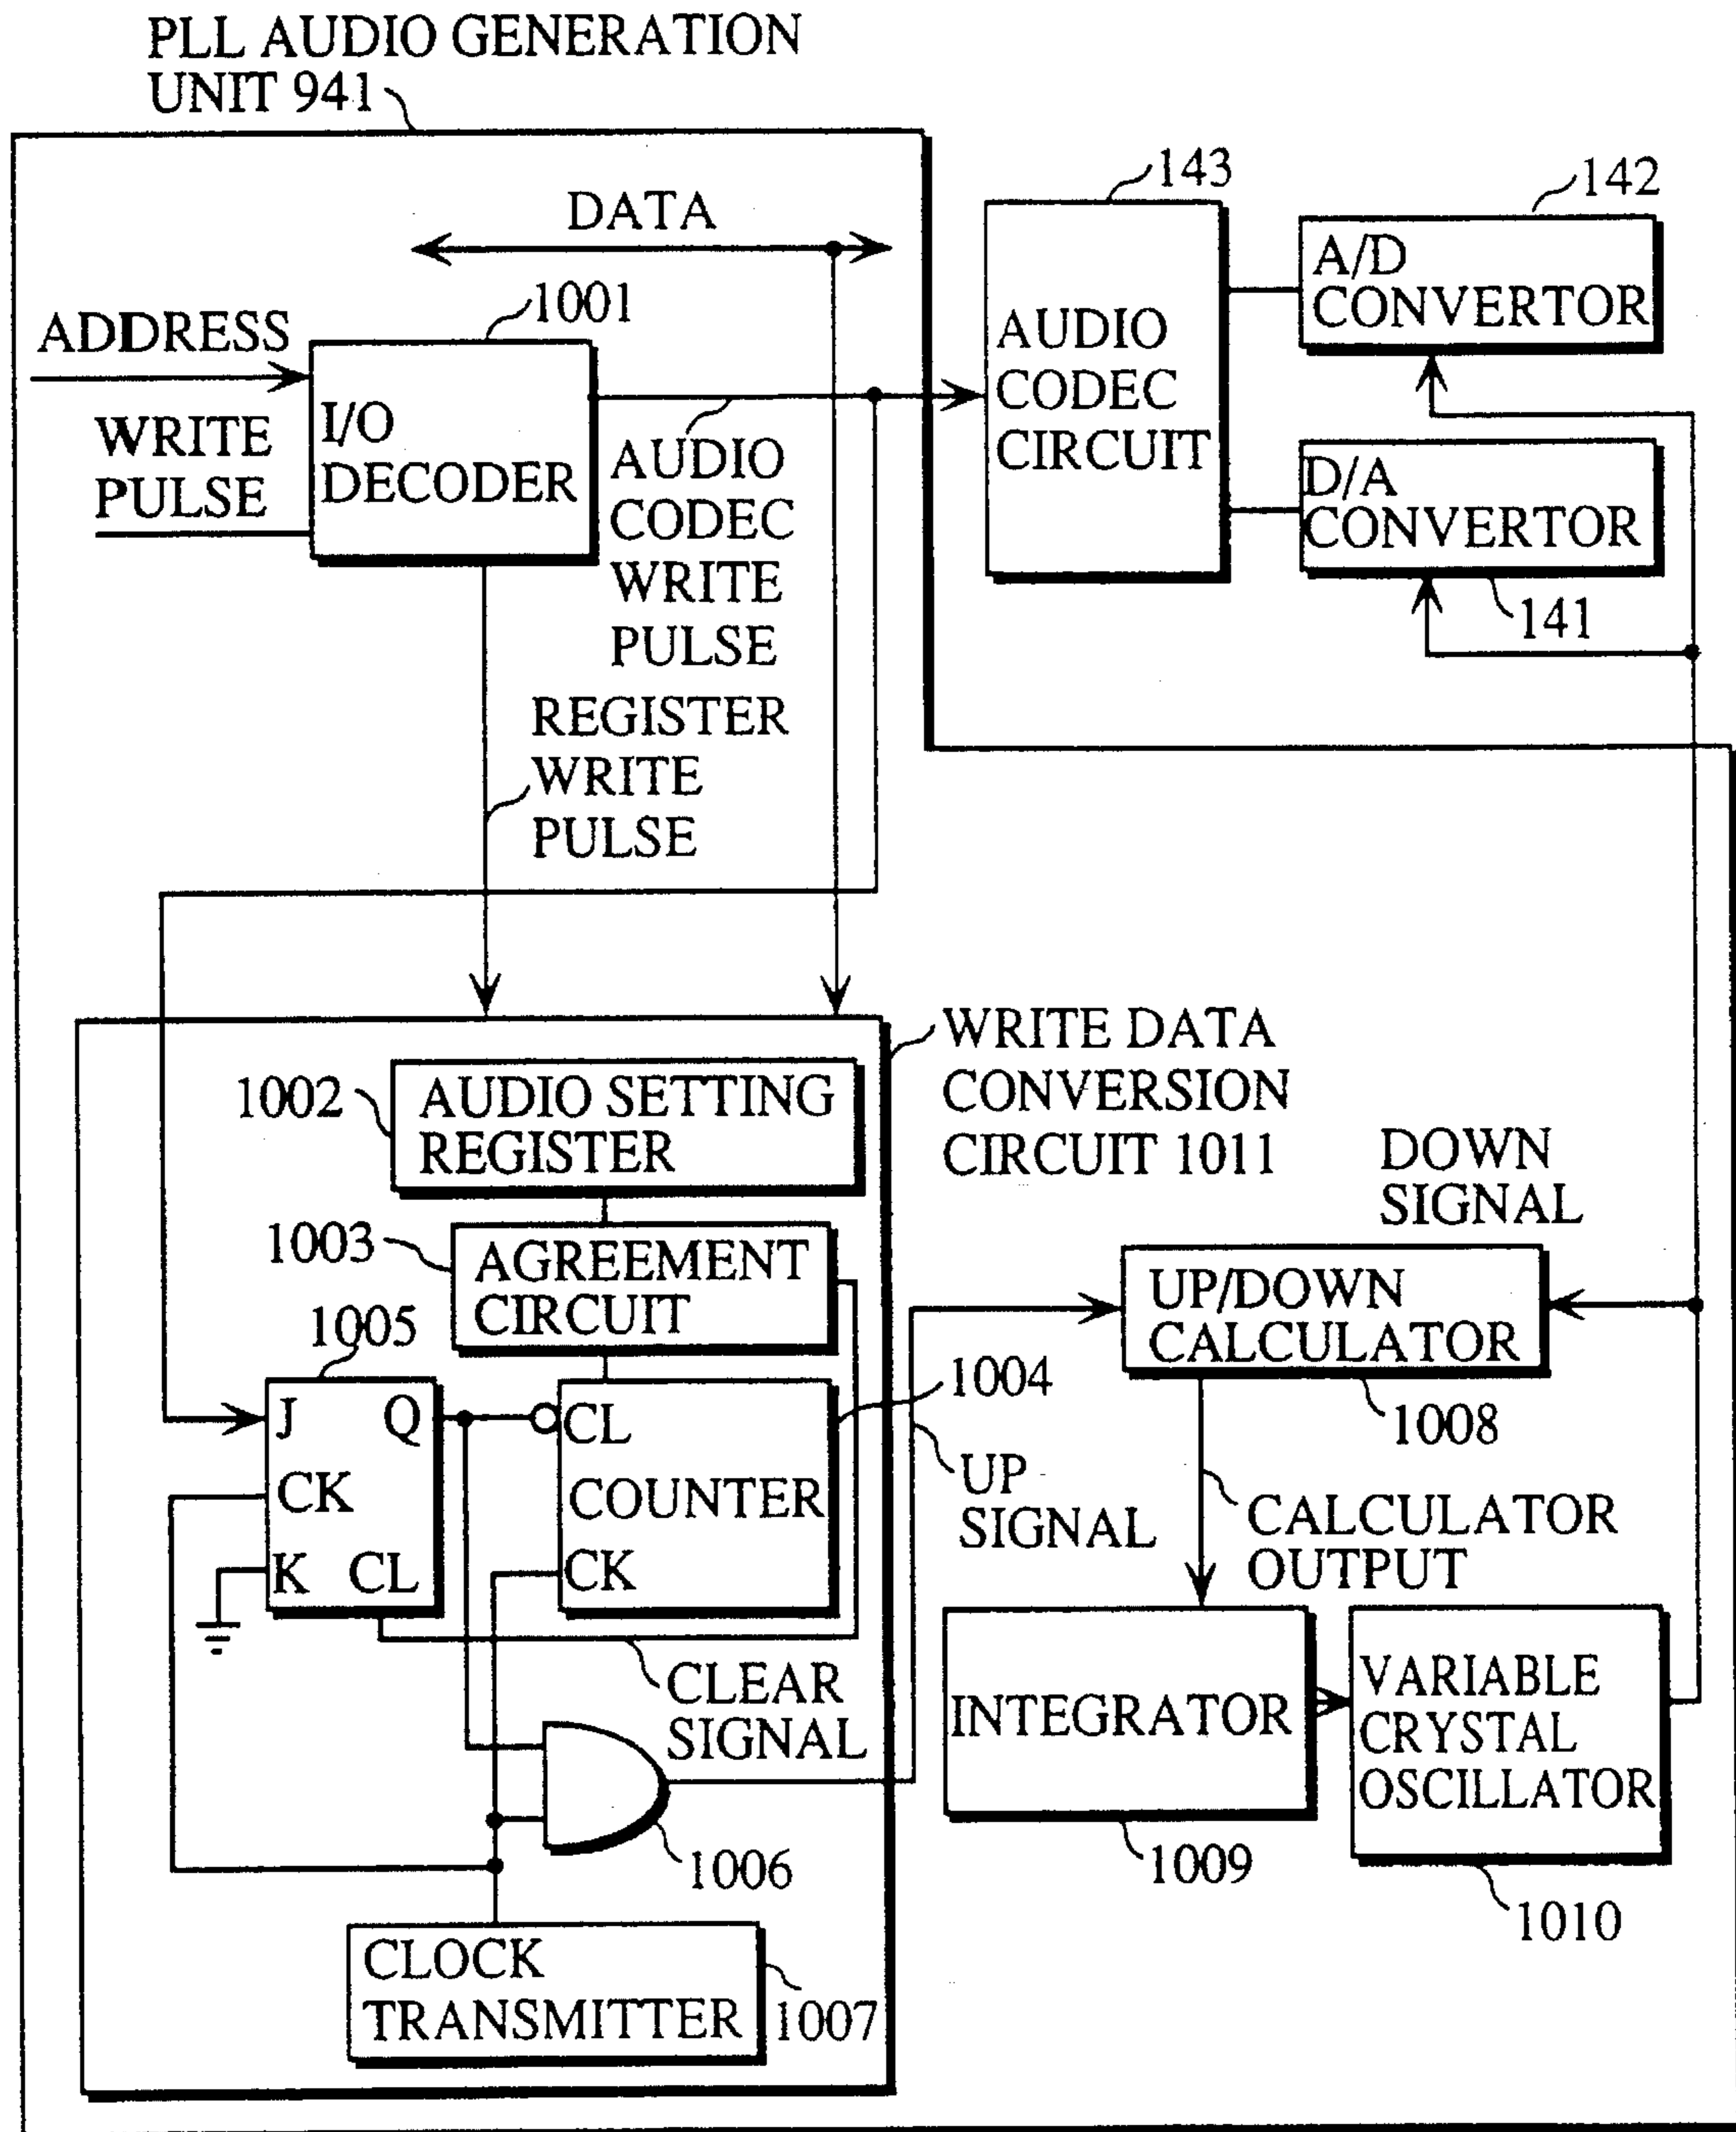 PLL AUDIO GENERATION
UNIT 941
DATA
ADDRESS
WRITE
PULSE
1001
I/O
DECODER
AUDIO
CODEC
WRITE
PULSE
REGISTER
WRITE
PULSE
143
AUDIO
CODEC
CIRCUIT
142
A/D
CONVERTOR
D/A
CONVERTOR
141
WRITE DATA
CONVERSION
CIRCUIT 1011
1002
AUDIO SETTING
REGISTER
1003
AGREEMENT
CIRCUIT
1005
J Q
CK
K CL
1004
CL
COUNTER
CK
CLEAR
SIGNAL
1006
CLOCK
TRANSMITTER
1007
DOWN
SIGNAL
UP/DOWN
CALCULATOR
1008
UP
SIGNAL
CALCULATOR
OUTPUT
INTEGRATOR
1009
VARIABLE
CRYSTAL
OSCILLATOR
1010